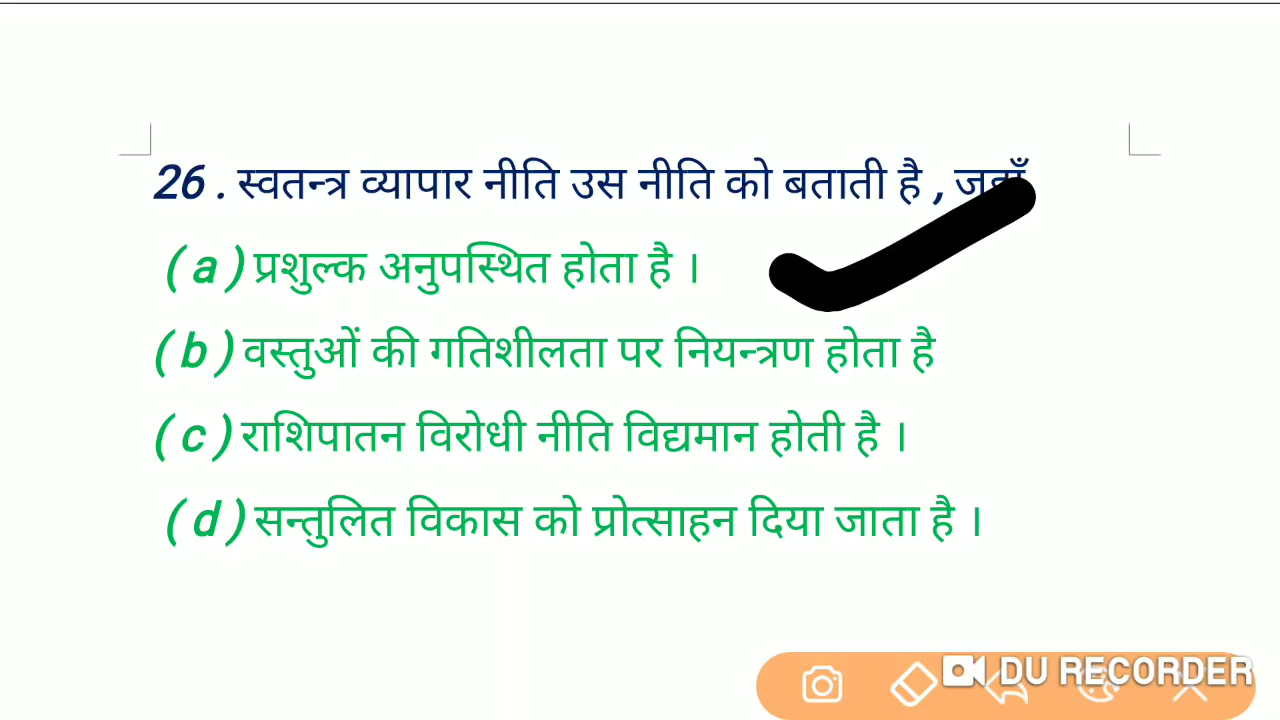 26 . स्वतन्त्र व्यापार नीति उस नीति को बताती है , जहाँ
( a ) प्रशुल्क अनुपस्थित होता है ।
( b ) वस्तुओं की गतिशीलता पर नियन्त्रण होता है
( c ) राशिपातन विरोधी नीति विद्यमान होती है ।
( d ) सन्तुलित विकास को प्रोत्साहन दिया जाता है ।
DU RECORDER